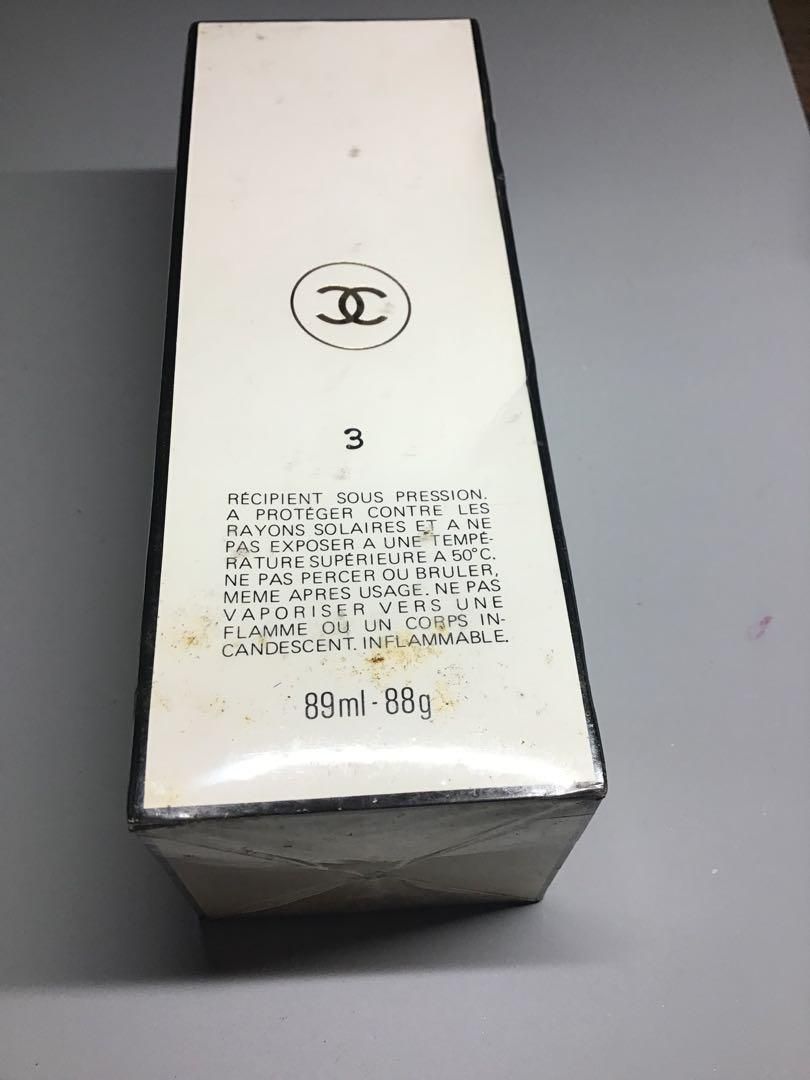 3
RÉCIPIENT SOUS PRESSION.
A PROTÉGER CONTRE LES
RAYONS SOLAIRES ET A NE
PAS EXPOSER A UNE TEMPÉ-
RATURE SUPÉRIEURE A 50°C.
NE PAS PERCER OU BRULER,
MEME APRES USAGE. NE PAS
VAPORISER VERS UNE
FLAMME OU UN CORPS IN-
CANDESCENT. INFLAMMABLE.
89ml - 88g